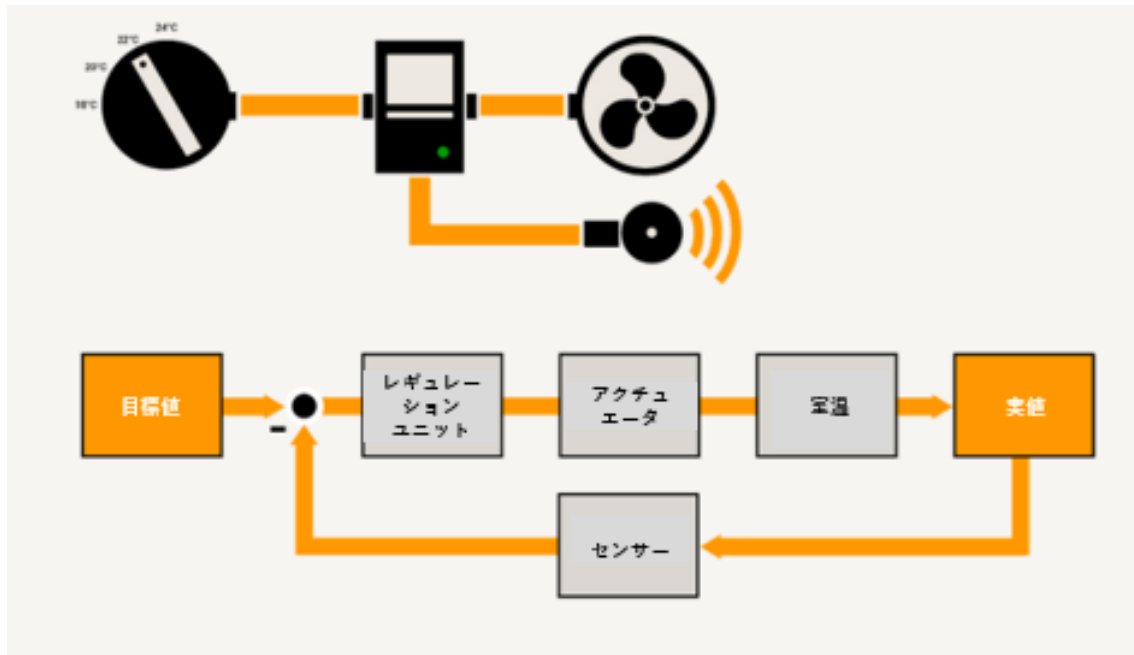 24°C
22°C
20°C
18°C
目標値
レギュレー
ション
ユニット
アクチュ
エータ
室温
実値
センサー